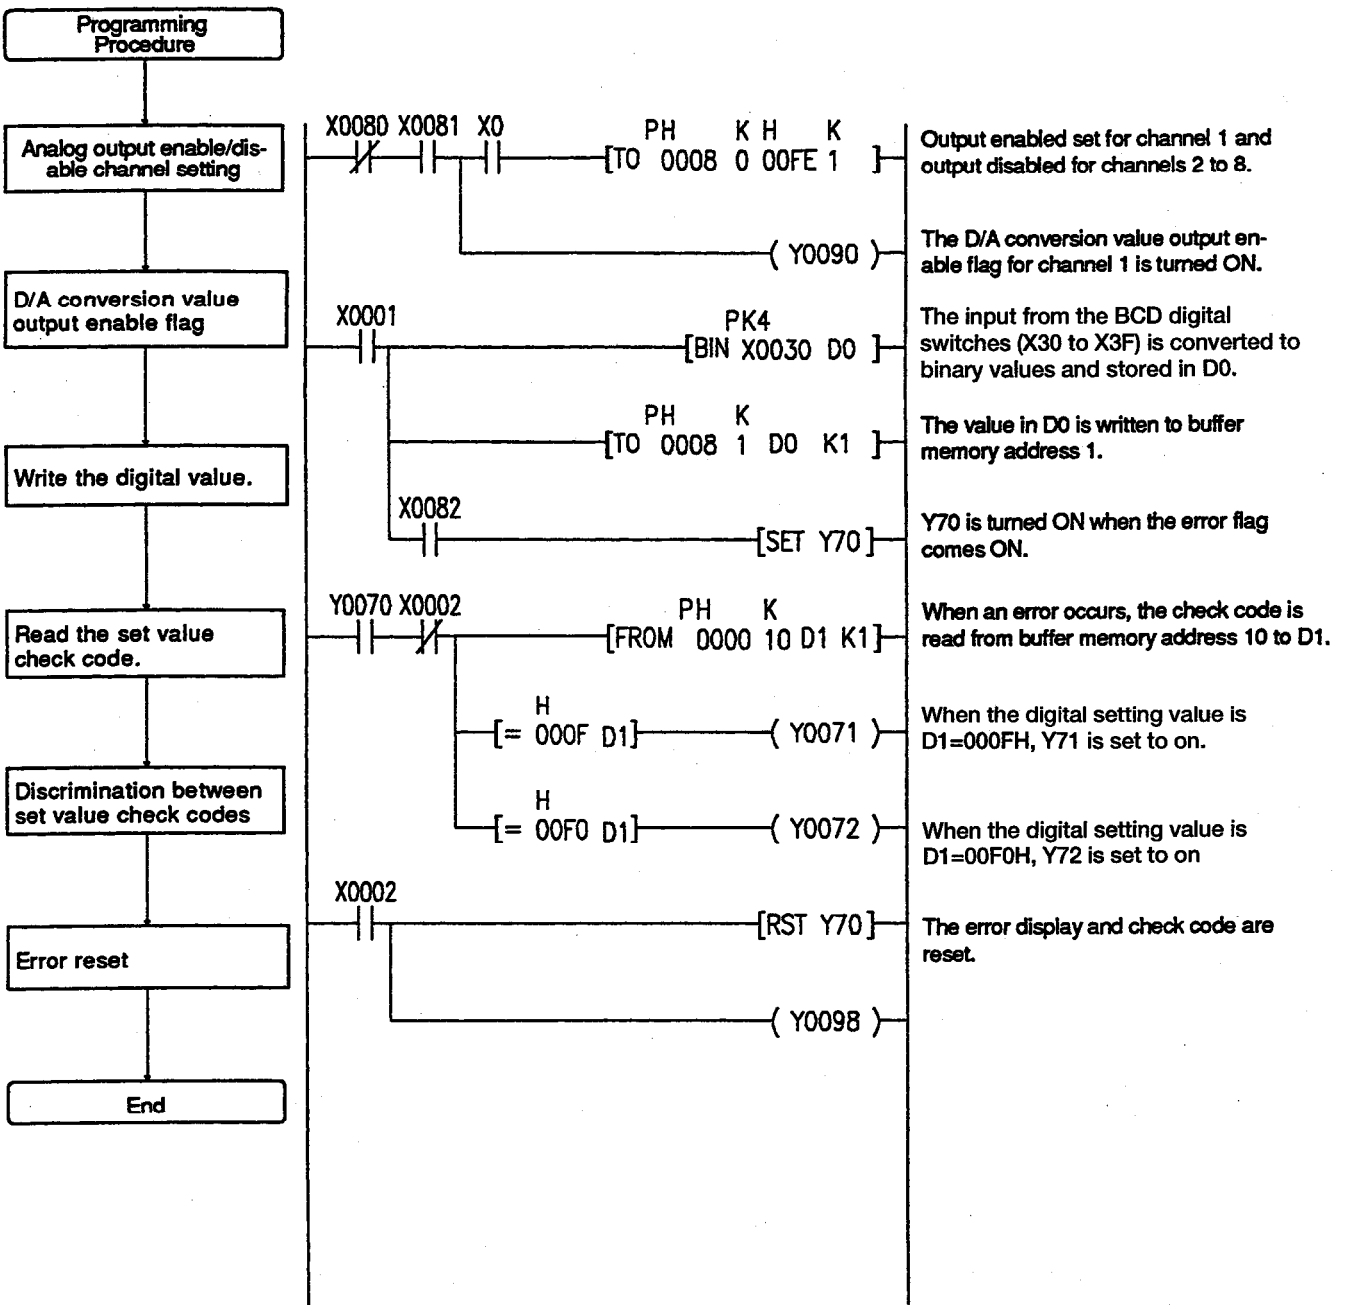 Programming
Procedure
Analog output enable/dis-
able channel setting
D/A conversion value
output enable flag
Write the digital value.
Read the set value
check code.
Discrimination between
set value check codes
Error reset
End
X0080 X0081 X0
PH K H K
[TO 0008 0 00FE 1 ]
( Y0090 )
X0001
PK4
[BIN X0030 D0 ]
PH K
[TO 0008 1 D0 K1 ]
X0082
[SET Y70]
Y0070 X0002
PH K
[FROM 0000 10 D1 K1]
H
[= 000F D1]
( Y0071 )
H
[= 00F0 D1]
( Y0072 )
X0002
[RST Y70]
( Y0098 )
Output enabled set for channel 1 and
output disabled for channels 2 to 8.
The D/A conversion value output en-
able flag for channel 1 is turned ON.
The input from the BCD digital
switches (X30 to X3F) is converted to
binary values and stored in D0.
The value in D0 is written to buffer
memory address 1.
Y70 is turned ON when the error flag
comes ON.
When an error occurs, the check code is
read from buffer memory address 10 to D1.
When the digital setting value is
D1=000FH, Y71 is set to on.
When the digital setting value is
D1=00F0H, Y72 is set to on
The error display and check code are
reset.